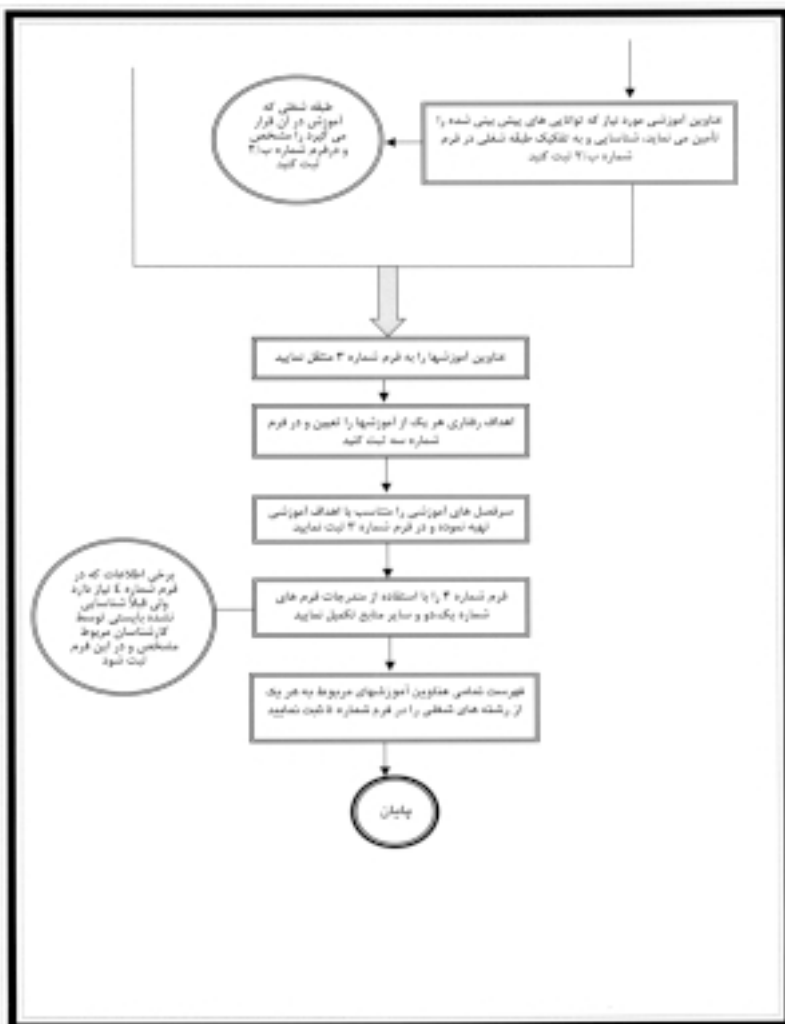 عناوین آموزشی مورد نیاز که توانایی های پیش بینی شده را
تأمین می نماید، شناسایی و به تفکیک طبقه شغلی در فرم
شماره ب/۲ ثبت کنید
طبقه شغلی که
آموزش در آن قرار
می گیرد را مشخص
و درفرم شماره ب/۲
ثبت کنید
عناوین آموزشها را به فرم شماره ۳ منتقل نمایید
اهداف رفتاری هر یک از آموزشها را تعیین و در فرم
شماره سه ثبت کنید
سرفصل های آموزشی را متناسب با اهداف آموزشی
تهیه نموده و در فرم شماره ۳ ثبت نمایید
فرم شماره ۴ را با استفاده از مندرجات فرم های
شماره یک،دو و سایر منابع تکمیل نمایید
برخی اطلاعات که در
فرم شماره ٤ نیاز دارد
ولی قبلاً شناسایی
نشده بایستی توسط
کارشناسان مربوط
مشخص و در این فرم
ثبت شود
فهرست تمامی عناوین آموزشهای مربوط به هر یک
از رشته های شغلی را در فرم شماره ۵ ثبت نمایید
پایان